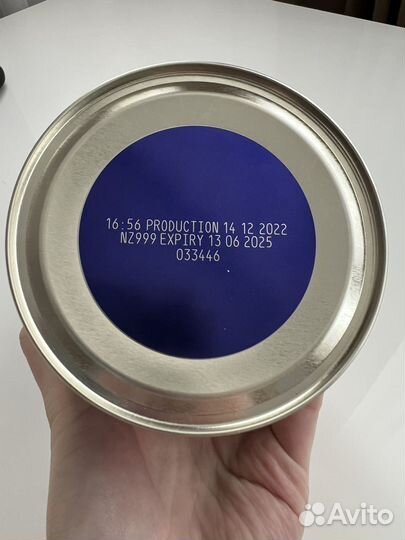 16:56 PRODUCTION 14 12 2022
NZ999 EXPIRY 13 06 2025
033446
Avito